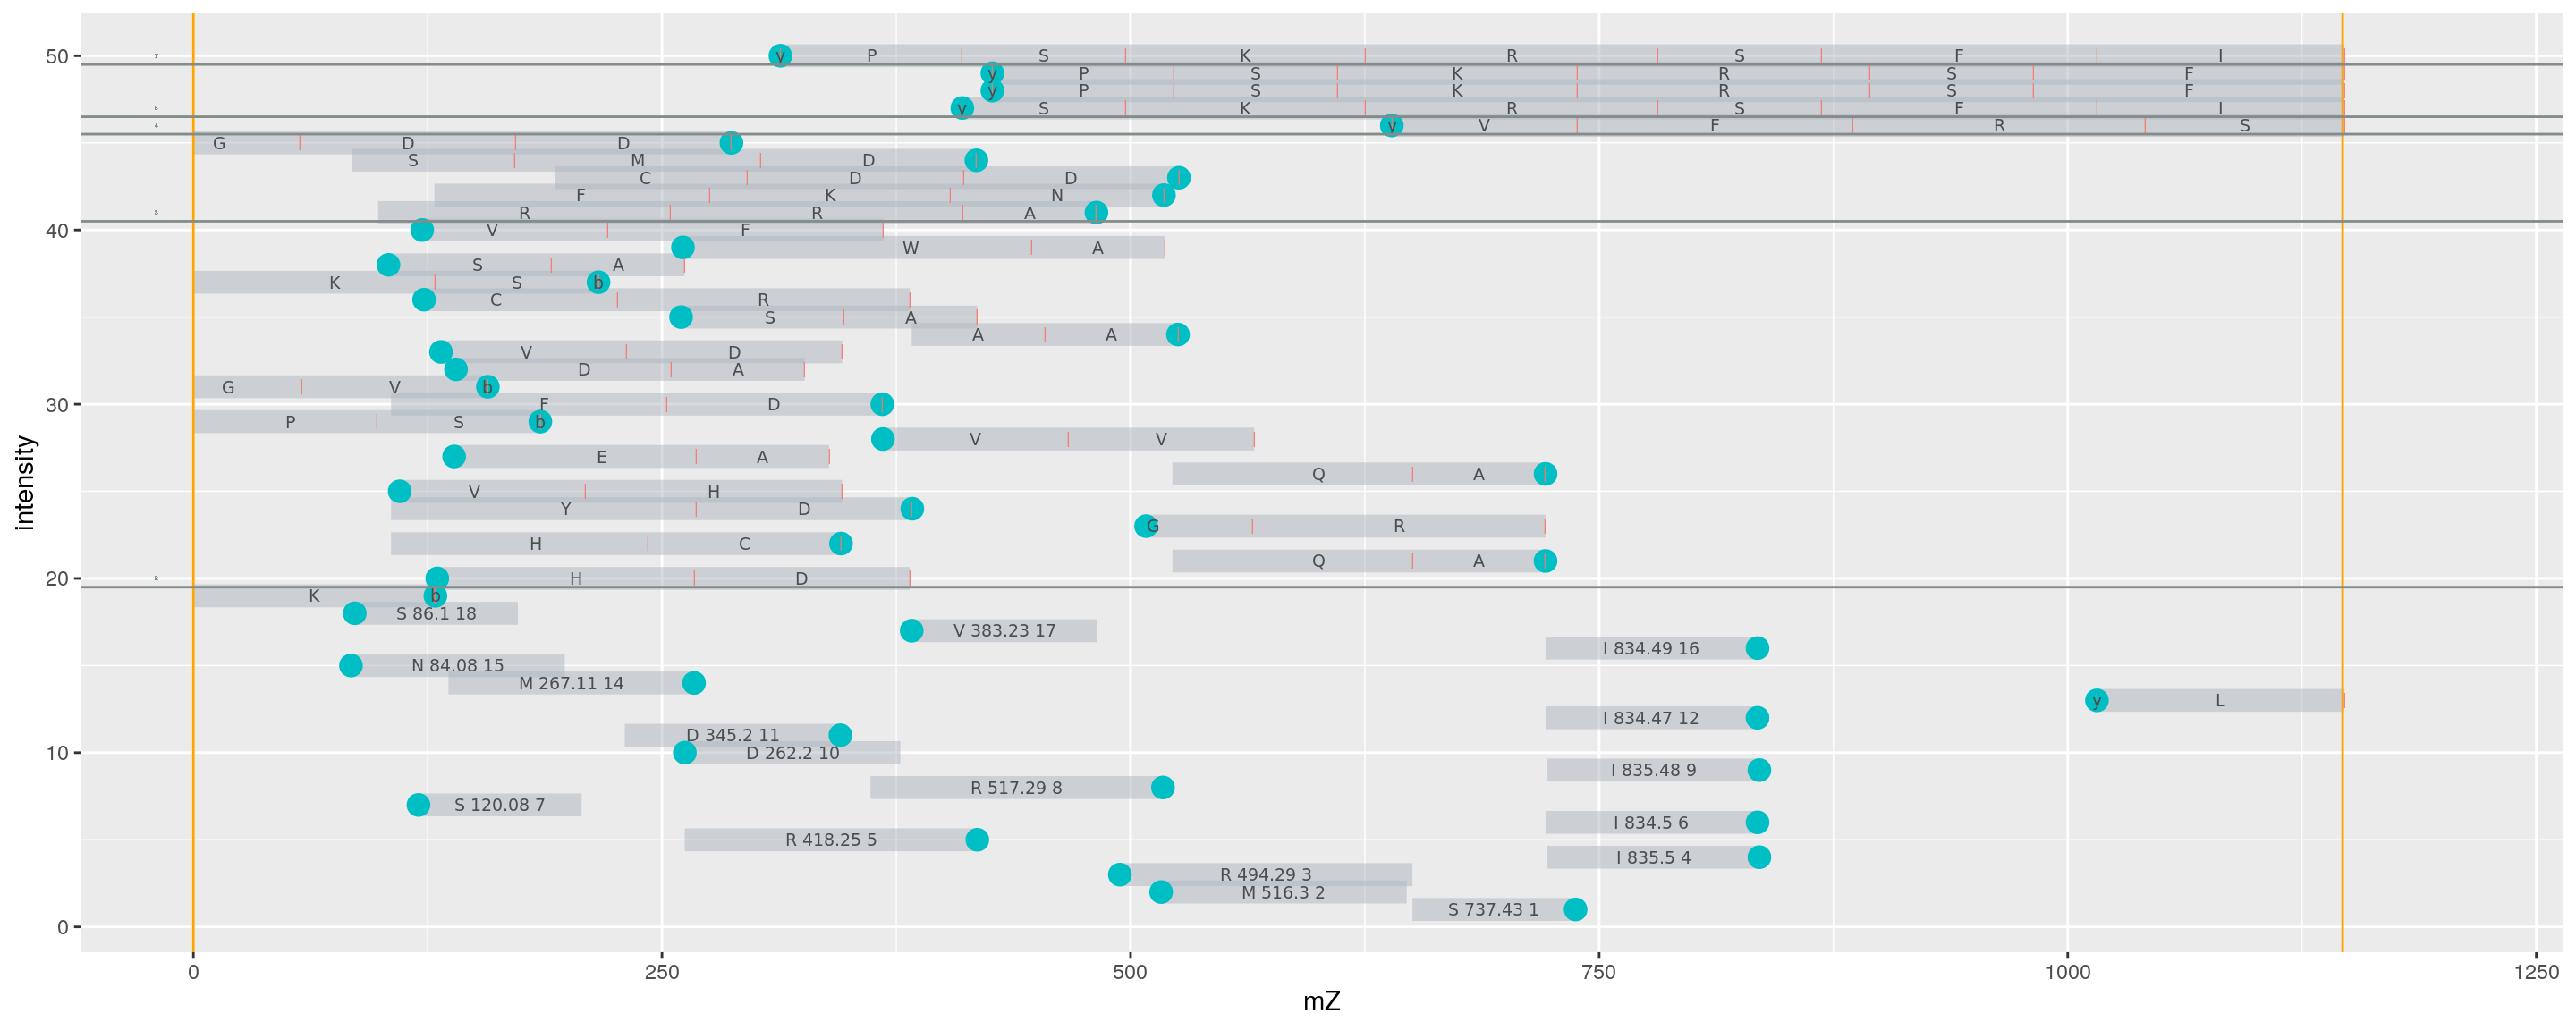 50 7 y P S K R S F I
y P S K R S F
y P S K R S F
y S K R S F I
y V F R S
4
G D D
S M D
C D D
F K N
R R A
40 V F
W A
S A
K S b
C R
S A
A A
V D
D A
G V b
30 F D
P S b
V V
E A
Q A
V H
Y D
G R
H C
Q A
20 H D
K b
S 86.1 18
V 383.23 17
I 834.49 16
N 84.08 15
M 267.11 14
y L
I 834.47 12
D 345.2 11
10 D 262.2 10
I 835.48 9
R 517.29 8
S 120.08 7
I 834.5 6
R 418.25 5
I 835.5 4
R 494.29 3
M 516.3 2
S 737.43 1
0
intensity
0 250 500 750 1000 1250
mZ